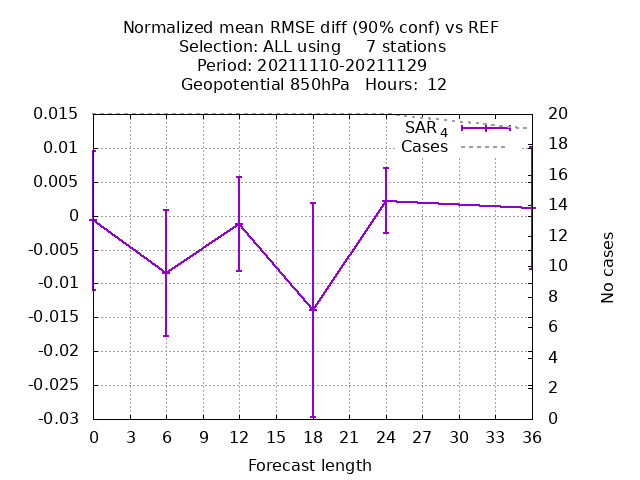 Normalized mean RMSE diff (90% conf) vs REF
Selection: ALL using     7 stations
Period: 20211110-20211129
Geopotential 850hPa   Hours:  12
0.015
0.01
0.005
0
-0.005
-0.01
-0.015
-0.02
-0.025
-0.03
SAR 4
Cases
20
18
16
14
12
10
8
6
4
2
0
No cases
0 3 6 9 12 15 18 21 24 27 30 33 36
Forecast length